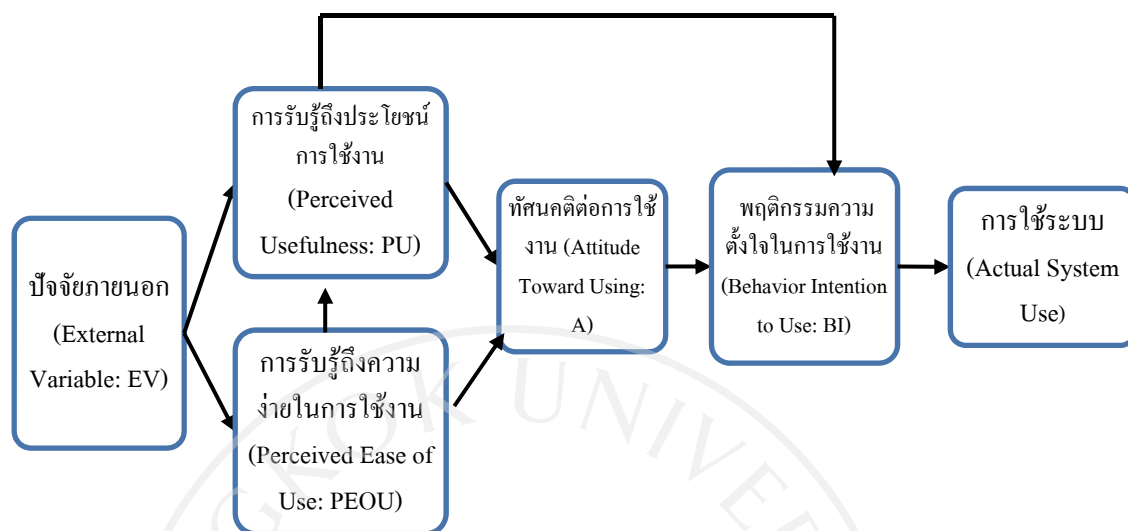 ปัจจัยภายนอก
(External
Variable: EV)
การรับรู้ถึงประโยชน์
การใช้งาน
(Perceived
Usefulness: PU)
การรับรู้ถึงความ
ง่ายในการใช้งาน
(Perceived Ease of
Use: PEOU)
ทัศนคติต่อการใช้
งาน (Attitude
Toward Using:
A)
พฤติกรรมความ
ตั้งใจในการใช้งาน
(Behavior Intention
to Use: BI)
การใช้ระบบ
(Actual System
Use)
GKOK UNIVER